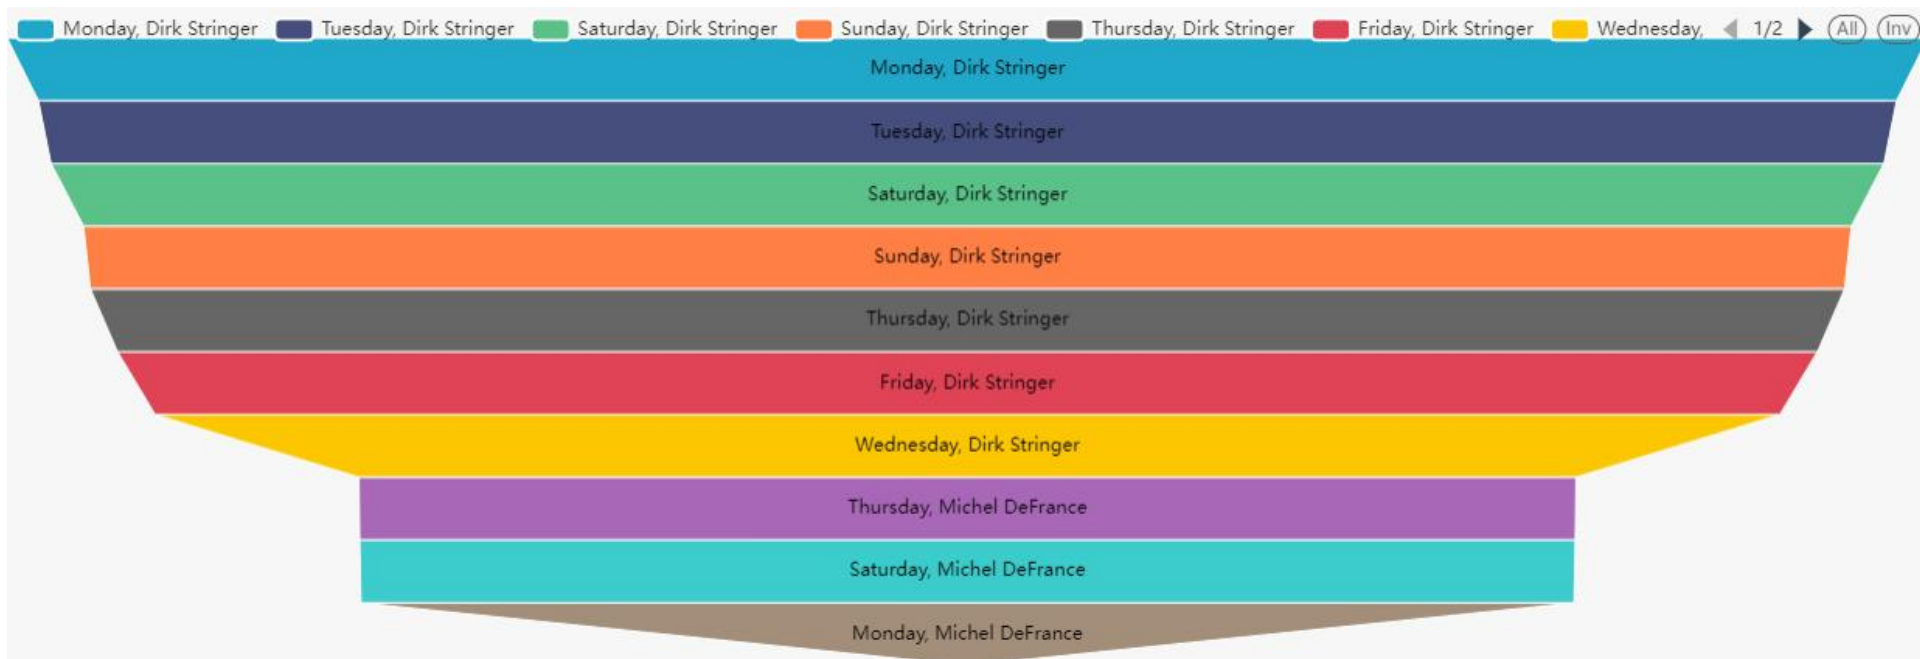 Monday, Dirk Stringer Tuesday, Dirk Stringer Saturday, Dirk Stringer Sunday, Dirk Stringer Thursday, Dirk Stringer Friday, Dirk Stringer Wednesday, 1/2 All Inv
Monday, Dirk Stringer
Tuesday, Dirk Stringer
Saturday, Dirk Stringer
Sunday, Dirk Stringer
Thursday, Dirk Stringer
Friday, Dirk Stringer
Wednesday, Dirk Stringer
Thursday, Michel DeFrance
Saturday, Michel DeFrance
Monday, Michel DeFrance